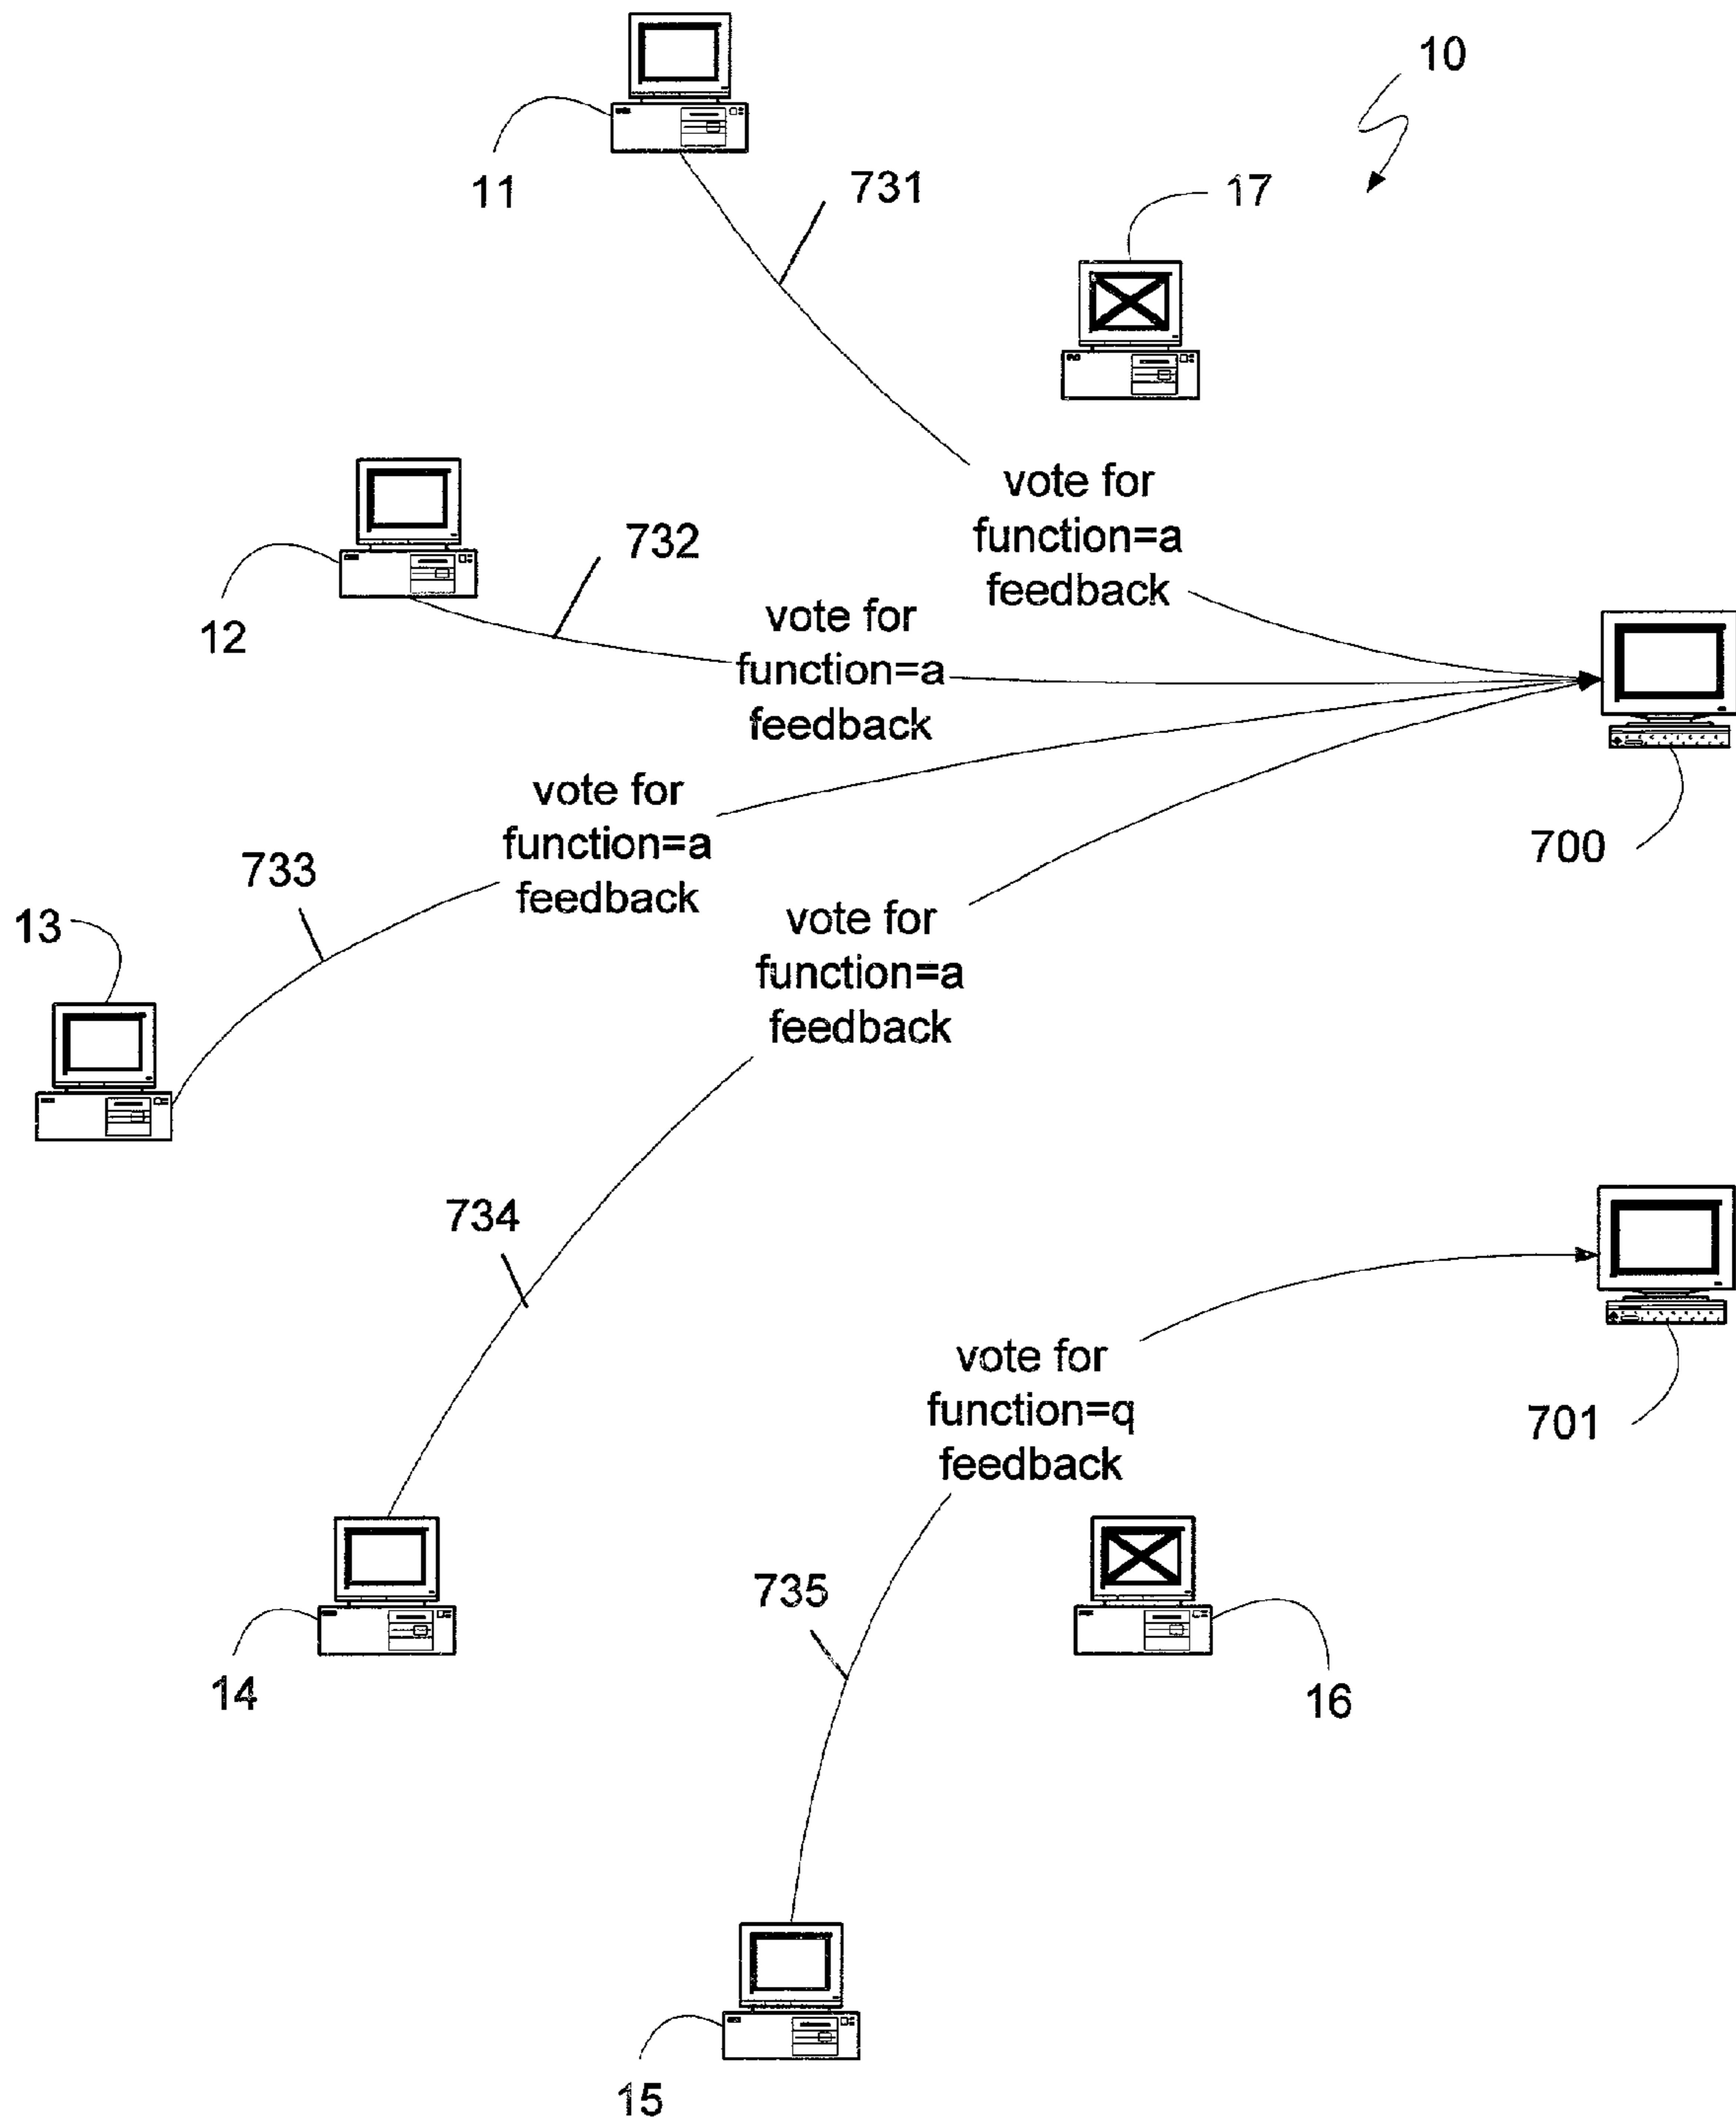 10
11
731
17
vote for
function=a
feedback
732
12
vote for
function=a
feedback
700
vote for
function=a
feedback
733
13
vote for
function=a
feedback
734
701
vote for
function=q
feedback
735
14
16
15